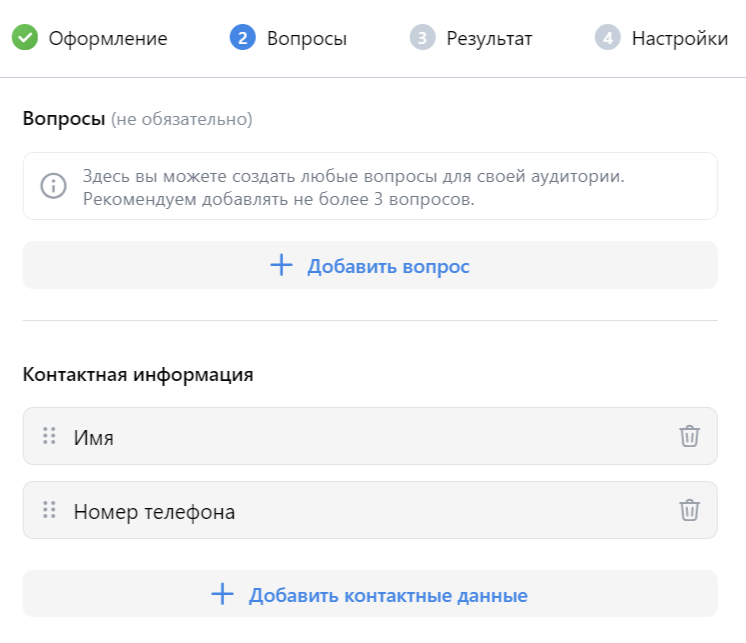 Оформление 2 Вопросы 3 Результат 4 Настройки
Вопросы (не обязательно)
Здесь вы можете создать любые вопросы для своей аудитории.
Рекомендуем добавлять не более 3 вопросов.
Добавить вопрос
Контактная информация
Имя
Номер телефона
Добавить контактные данные